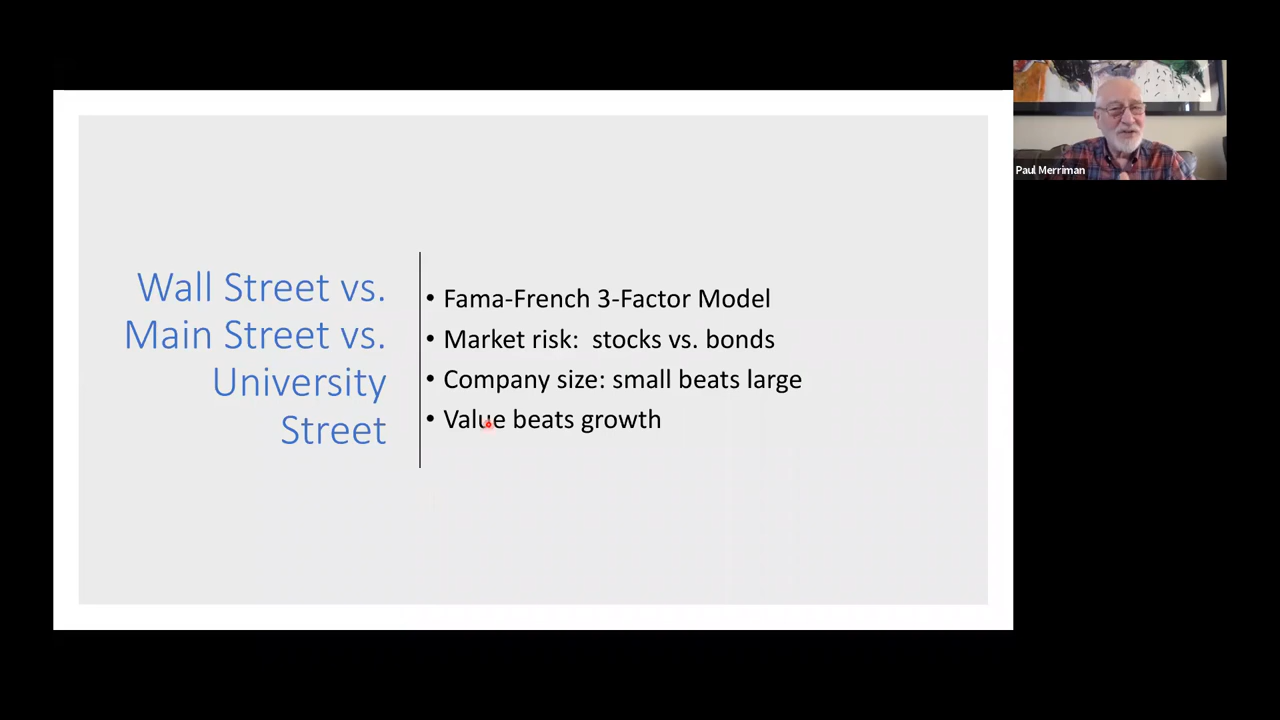 Wall Street vs.
Main Street vs.
University
Street
• Fama-French 3-Factor Model
• Market risk:  stocks vs. bonds
• Company size: small beats large
• Value beats growth
Paul Merriman